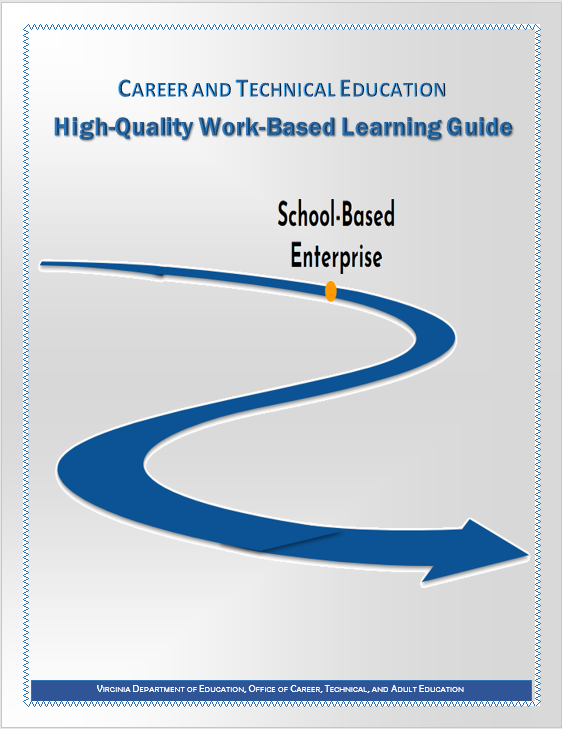 CAREER AND TECHNICAL EDUCATION
High-Quality Work-Based Learning Guide
School-Based
Enterprise
VIRGINIA DEPARTMENT OF EDUCATION, OFFICE OF CAREER, TECHNICAL, AND ADULT EDUCATION